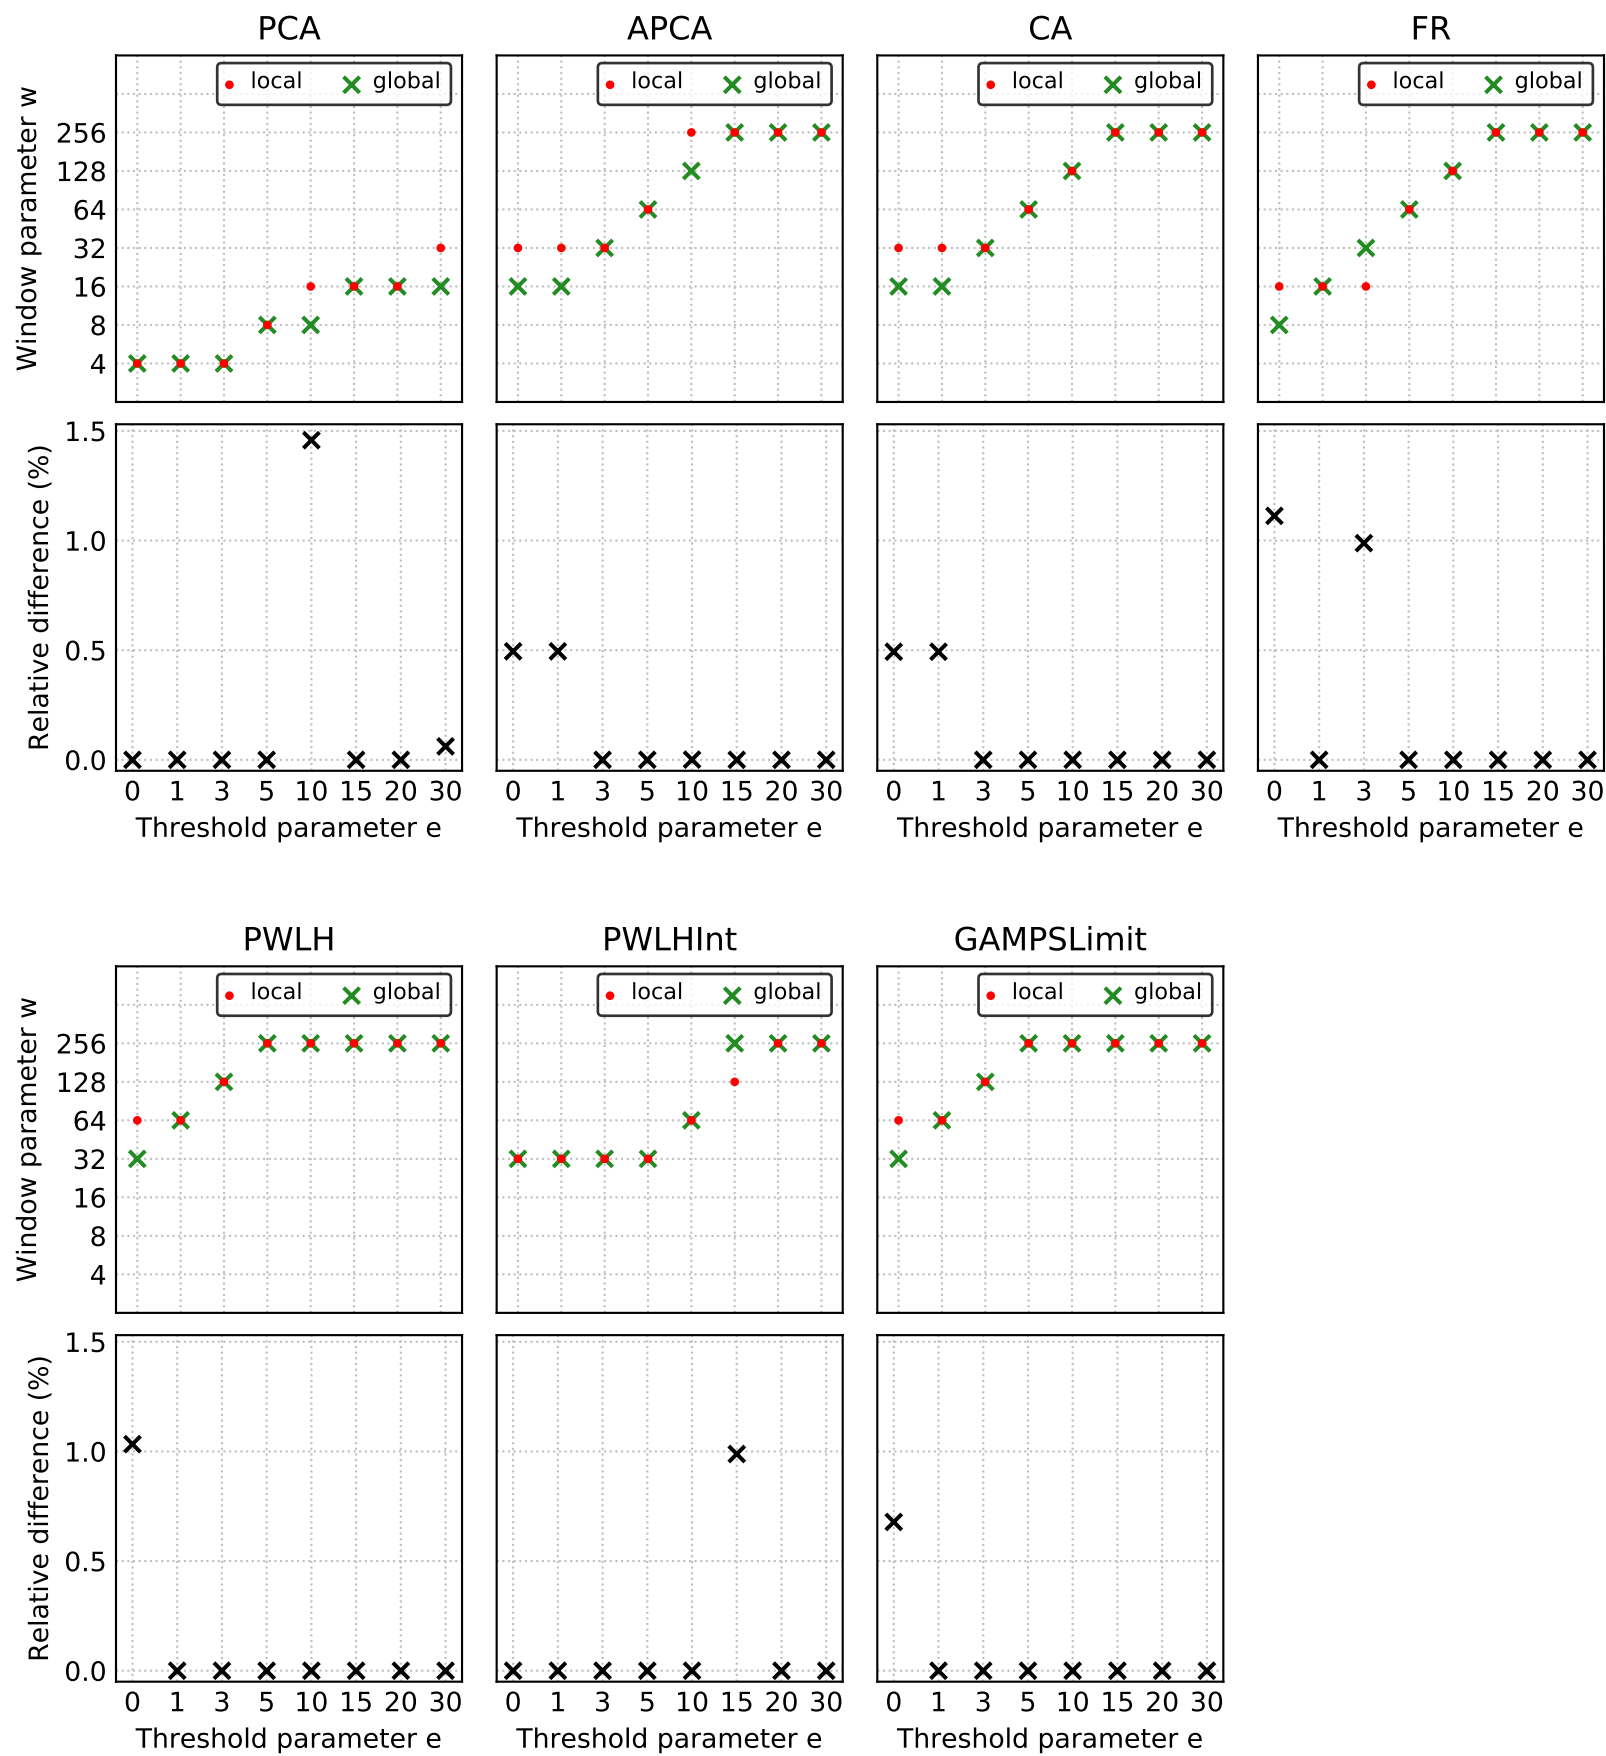 PCA APCA CA FR
local global local global local global local global
Window parameter w
256
128
64
32
16
8
4
Relative difference (%)
1.5
1.0
0.5
0.0
0 1 3 5 10 15 20 30 0 1 3 5 10 15 20 30 0 1 3 5 10 15 20 30 0 1 3 5 10 15 20 30
Threshold parameter e Threshold parameter e Threshold parameter e Threshold parameter e
PWLH PWLHInt GAMPSLimit
local global local global local global
Window parameter w
256
128
64
32
16
8
4
Relative difference (%)
1.5
1.0
0.5
0.0
0 1 3 5 10 15 20 30 0 1 3 5 10 15 20 30 0 1 3 5 10 15 20 30
Threshold parameter e Threshold parameter e Threshold parameter e